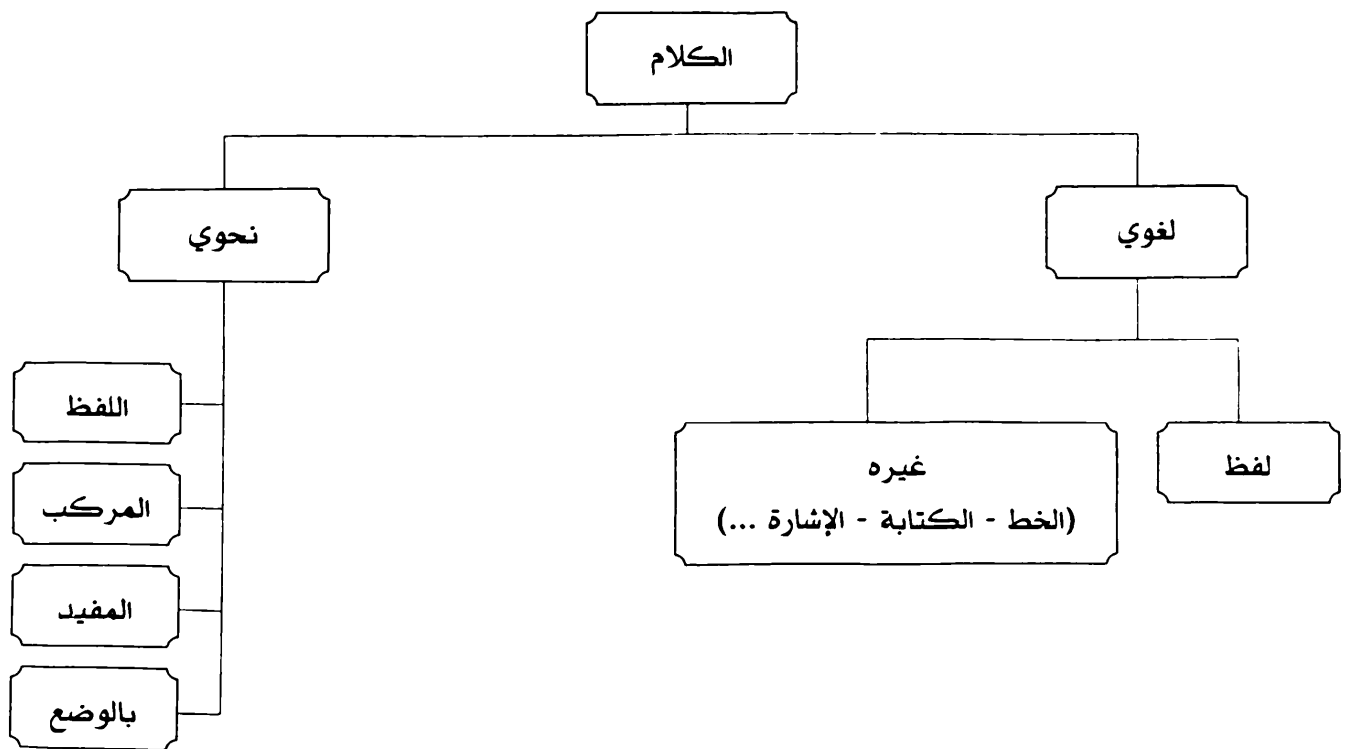 الكلام
لغوي
نحوي
لفظ
غيره
(الخط - الكتابة - الإشارة ...)
اللفظ
المركب
المفيد
بالوضع